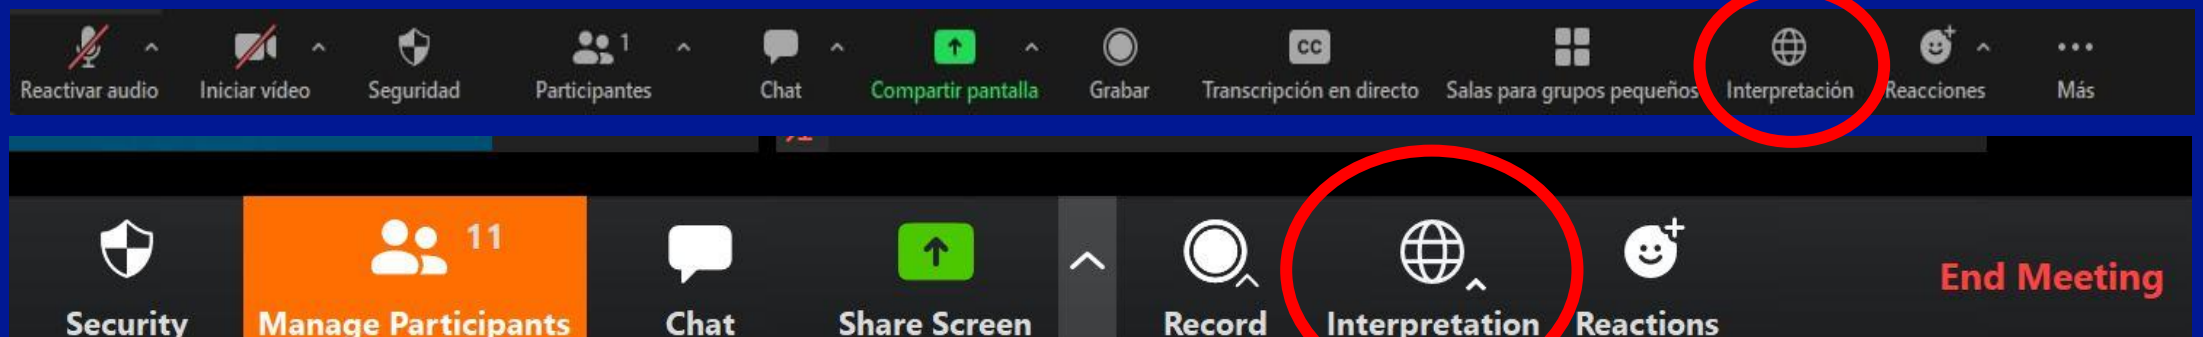 1
Reactivar audio Iniciar vídeo Seguridad Participantes Chat Compartir pantalla Grabar CC Transcripción en directo Salas para grupos pequeños Interpretación Reacciones Más
11
Security Manage Participants Chat Share Screen Record Interpretation Reactions End Meeting